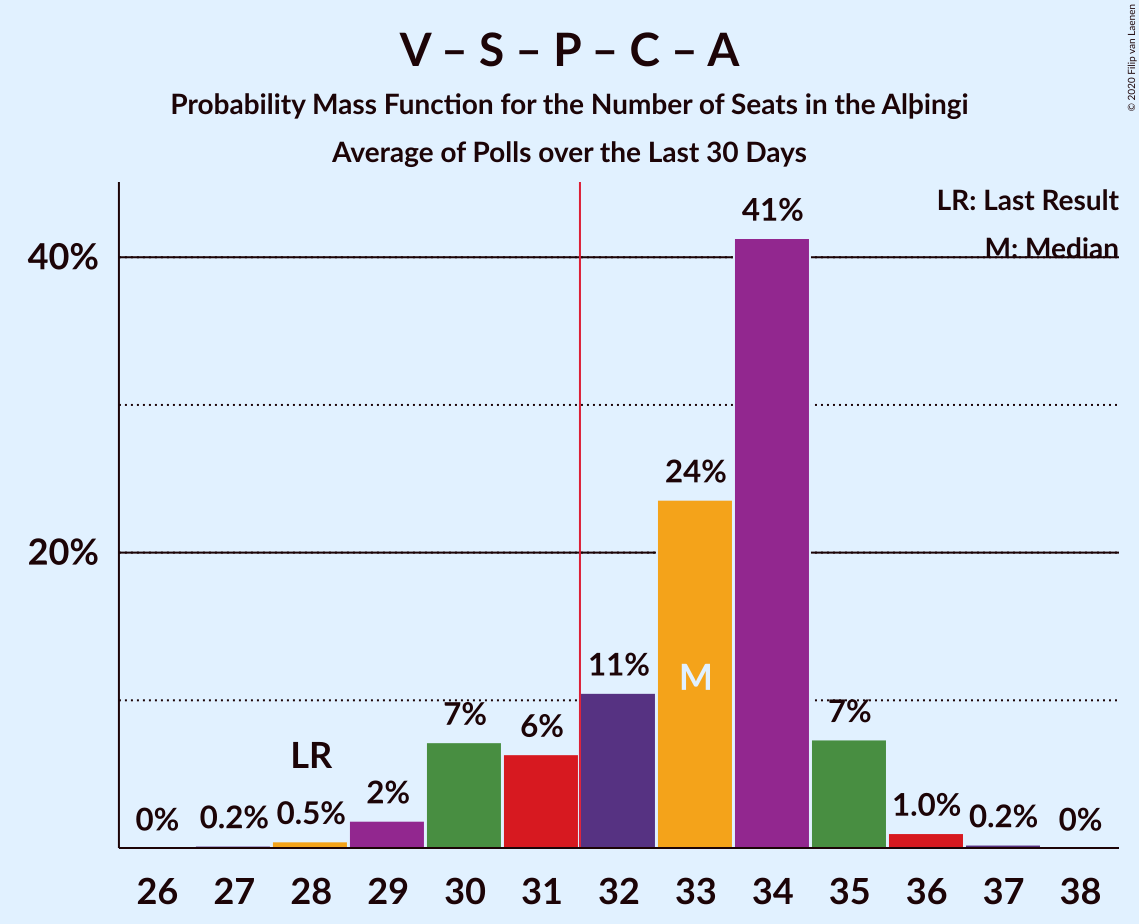 V – S – P – C – A
Probability Mass Function for the Number of Seats in the Alþingi
Average of Polls over the Last 30 Days
© 2020 Filip van Laenen
LR: Last Result
M: Median
40%
20%
0%
0.2%
0.5%
LR
2%
7%
6%
11%
24%
M
41%
7%
1.0%
0.2%
0%
26 27 28 29 30 31 32 33 34 35 36 37 38